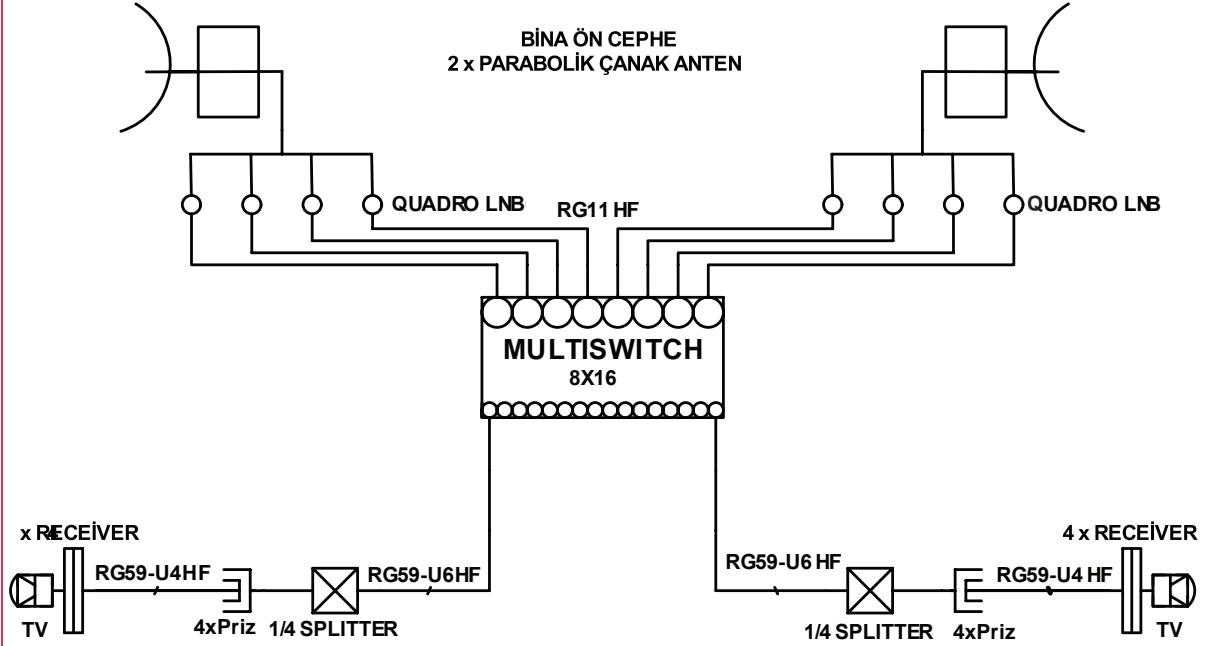 BİNA ÖN CEPHE
2 x PARABOLİK ÇANAK ANTEN
QUADRO LNB
RG11 HF
QUADRO LNB
MULTISWITCH
8X16
x RECEİVER
4 x RECEİVER
RG59-U4HF
RG59-U6HF
RG59-U6 HF
RG59-U4 HF
TV
4xPriz
1/4 SPLITTER
1/4 SPLITTER
4xPriz
TV